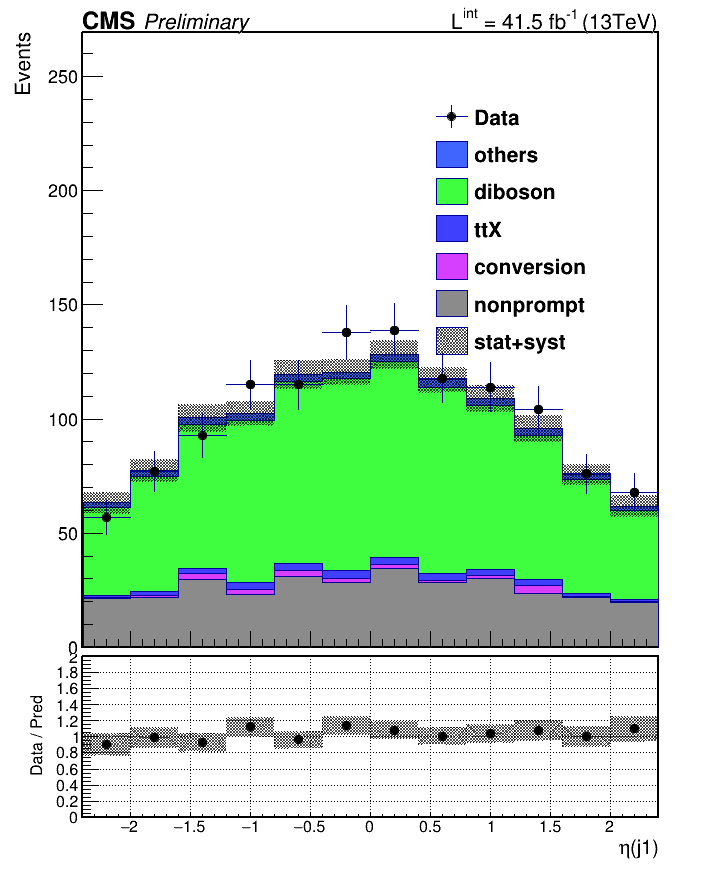 CMS Preliminary L^int = 41.5 fb^-1 (13TeV)
Events
250
200
150
100
50
0
Data
others
diboson
ttX
conversion
nonprompt
stat+syst
Data / Pred
2
1.8
1.6
1.4
1.2
1
0.8
0.6
0.4
0.2
0
−2 −1.5 −1 −0.5 0 0.5 1 1.5 2
η(j1)